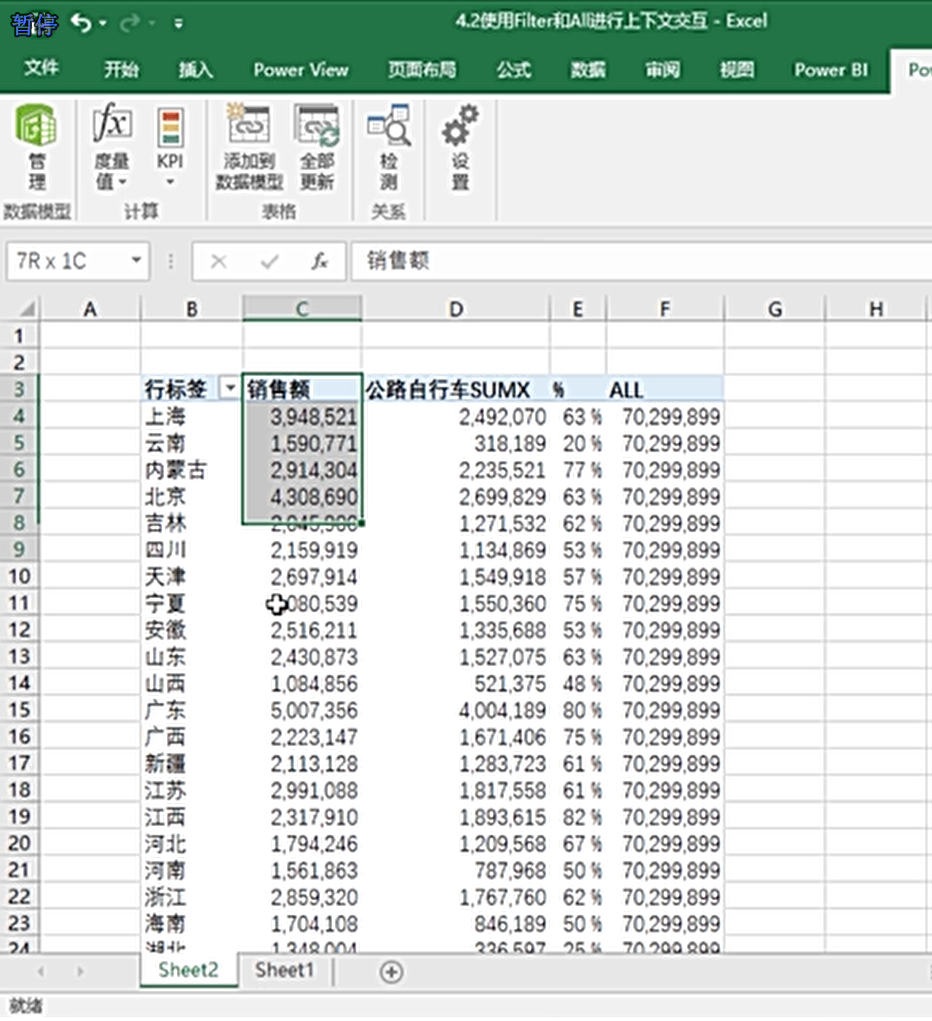 暂停
4.2使用Filter和All进行上下文交互 - Excel
文件 开始 插入 Power View 页面布局 公式 数据 审阅 视图 Power BI Po
管理 度量值 KPI 添加到数据模型 全部更新 检测 设置
数据模型 计算 表格 关系
7R x 1C fx 销售额
A B C D E F G H
1
2
3 行标签 销售额 公路自行车SUMX % ALL
4 上海 3,948,521 2,492,070 63 % 70,299,899
5 云南 1,590,771 318,189 20 % 70,299,899
6 内蒙古 2,914,304 2,235,521 77 % 70,299,899
7 北京 4,308,690 2,699,829 63 % 70,299,899
8 吉林 1,271,532 62 % 70,299,899
9 四川 2,159,919 1,134,869 53 % 70,299,899
10 天津 2,697,914 1,549,918 57 % 70,299,899
11 宁夏 080,539 1,550,360 75 % 70,299,899
12 安徽 2,516,211 1,335,688 53 % 70,299,899
13 山东 2,430,873 1,527,075 63 % 70,299,899
14 山西 1,084,856 521,375 48 % 70,299,899
15 广东 5,007,356 4,004,189 80 % 70,299,899
16 广西 2,223,147 1,671,406 75 % 70,299,899
17 新疆 2,113,128 1,283,723 61 % 70,299,899
18 江苏 2,991,088 1,817,558 61 % 70,299,899
19 江西 2,317,910 1,893,615 82 % 70,299,899
20 河北 1,794,246 1,209,568 67 % 70,299,899
21 河南 1,561,863 787,968 50 % 70,299,899
22 浙江 2,859,320 1,767,760 62 % 70,299,899
23 海南 1,704,108 846,189 50 % 70,299,899
24 湖北 1,348,004 336,597 25 % 70,299,899
Sheet2 Sheet1
就绪